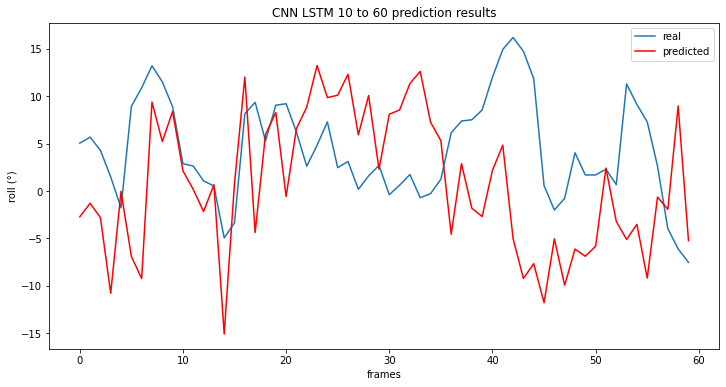 CNN LSTM 10 to 60 prediction results
real
predicted
15
10
5
0
−5
−10
−15
roll (°)
0
10
20
30
40
50
60
frames